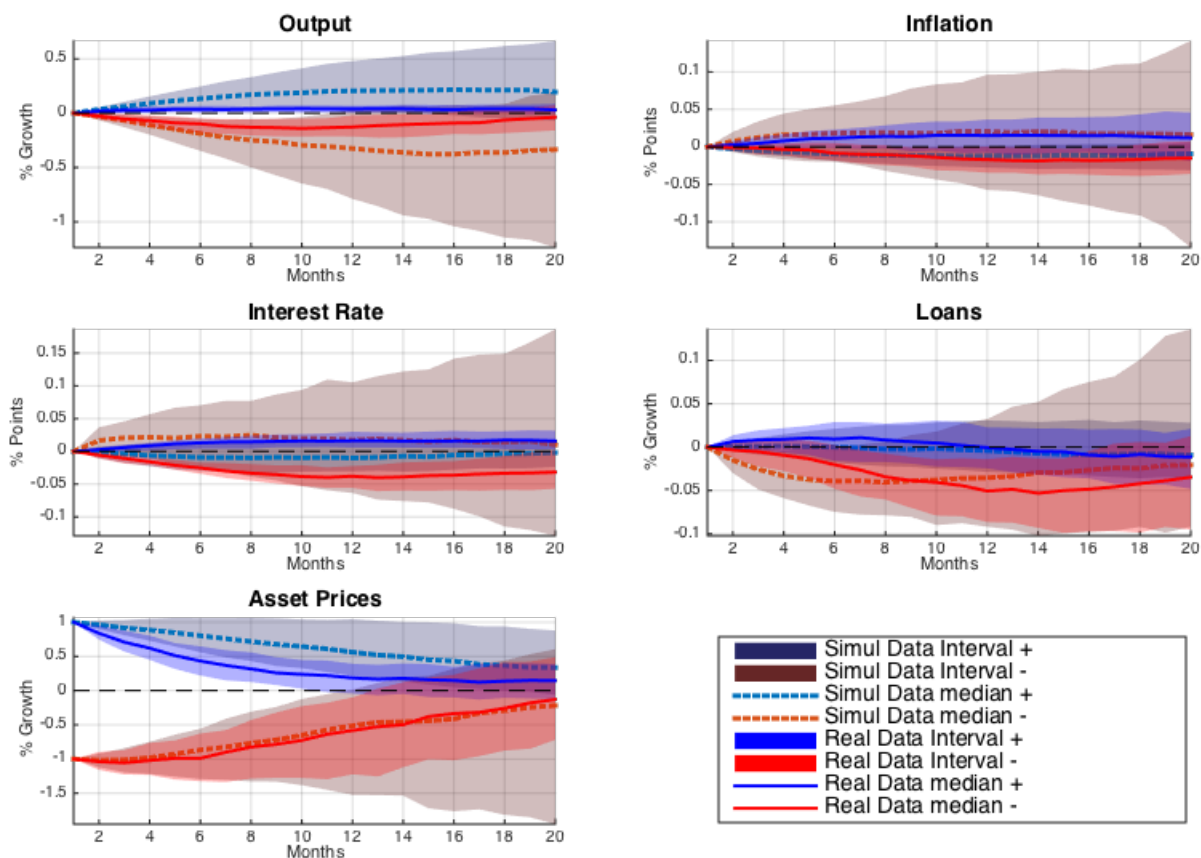 Output
% Growth
0.5
0
-0.5
-1
2 4 6 8 10 12 14 16 18 20
Months
Inflation
% Points
0.1
0.05
0
-0.05
-0.1
2 4 6 8 10 12 14 16 18 20
Months
Interest Rate
% Points
0.15
0.1
0.05
0
-0.05
-0.1
2 4 6 8 10 12 14 16 18 20
Months
Loans
% Growth
0.1
0.05
0
-0.05
-0.1
2 4 6 8 10 12 14 16 18 20
Months
Asset Prices
% Growth
1
0.5
0
-0.5
-1
-1.5
2 4 6 8 10 12 14 16 18 20
Months
Simul Data Interval +
Simul Data Interval -
Simul Data median +
Simul Data median -
Real Data Interval +
Real Data Interval -
Real Data median +
Real Data median -